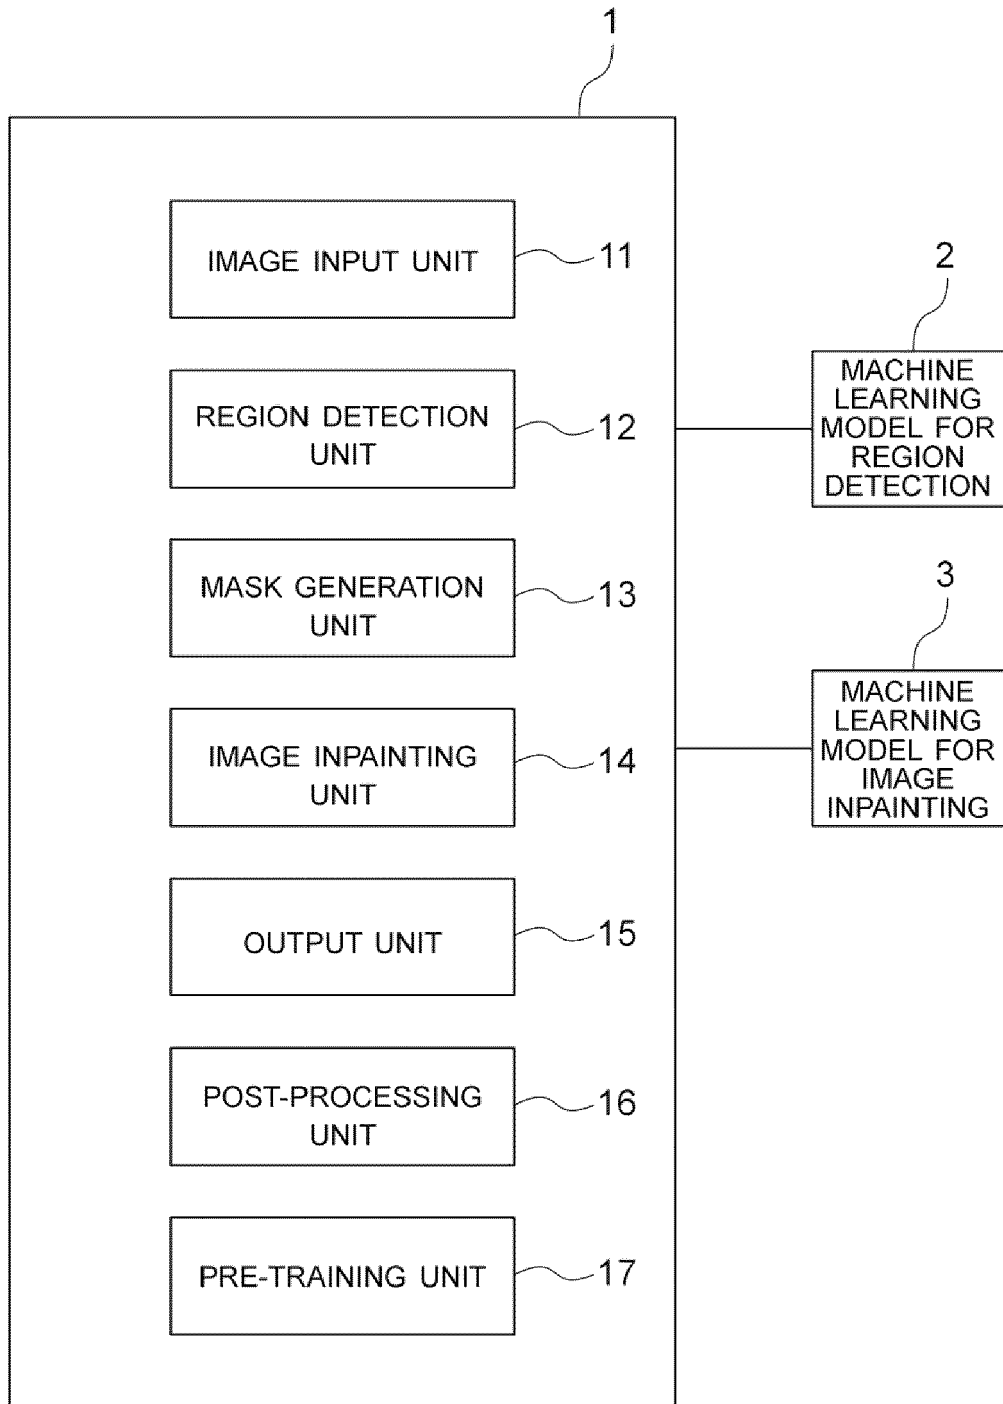 1
IMAGE INPUT UNIT
11
REGION DETECTION
UNIT
12
MASK GENERATION
UNIT
13
IMAGE INPAINTING
UNIT
14
OUTPUT UNIT
15
POST-PROCESSING
UNIT
16
PRE-TRAINING UNIT
17
2
MACHINE
LEARNING
MODEL FOR
REGION
DETECTION
3
MACHINE
LEARNING
MODEL FOR
IMAGE
INPAINTING